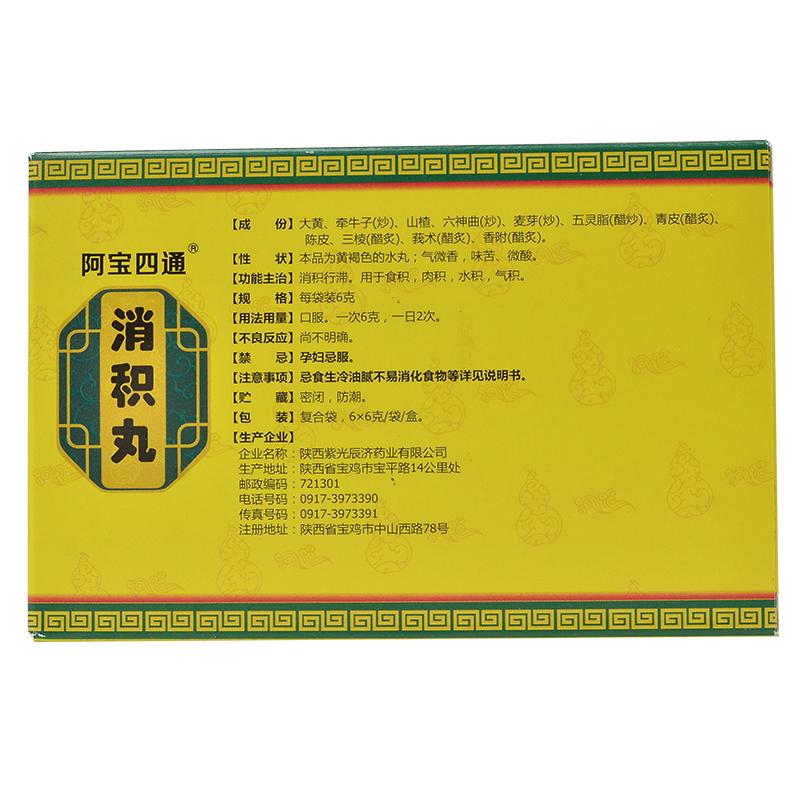 阿宝四通®
消积丸
【成 份】大黄、牵牛子(炒)、山楂、六神曲(炒)、麦芽(炒)、五灵脂(醋炒)、青皮(醋炙)、
陈皮、三棱(醋炙)、莪术(醋炙)、香附(醋炙)。
【性 状】本品为黄褐色的水丸；气微香，味苦、微酸。
【功能主治】消积行滞。用于食积，肉积，水积，气积。
【规 格】每袋装6克
【用法用量】口服。一次6克，一日2次。
【不良反应】尚不明确。
【禁 忌】孕妇忌服。
【注意事项】忌食生冷油腻不易消化食物等详见说明书。
【贮 藏】密闭，防潮。
【包 装】复合袋，6×6克/袋/盒。
【生产企业】
企业名称：陕西紫光辰济药业有限公司
生产地址：陕西省宝鸡市宝平路14公里处
邮政编码：721301
电话号码：0917-3973390
传真号码：0917-3973391
注册地址：陕西省宝鸡市中山西路78号